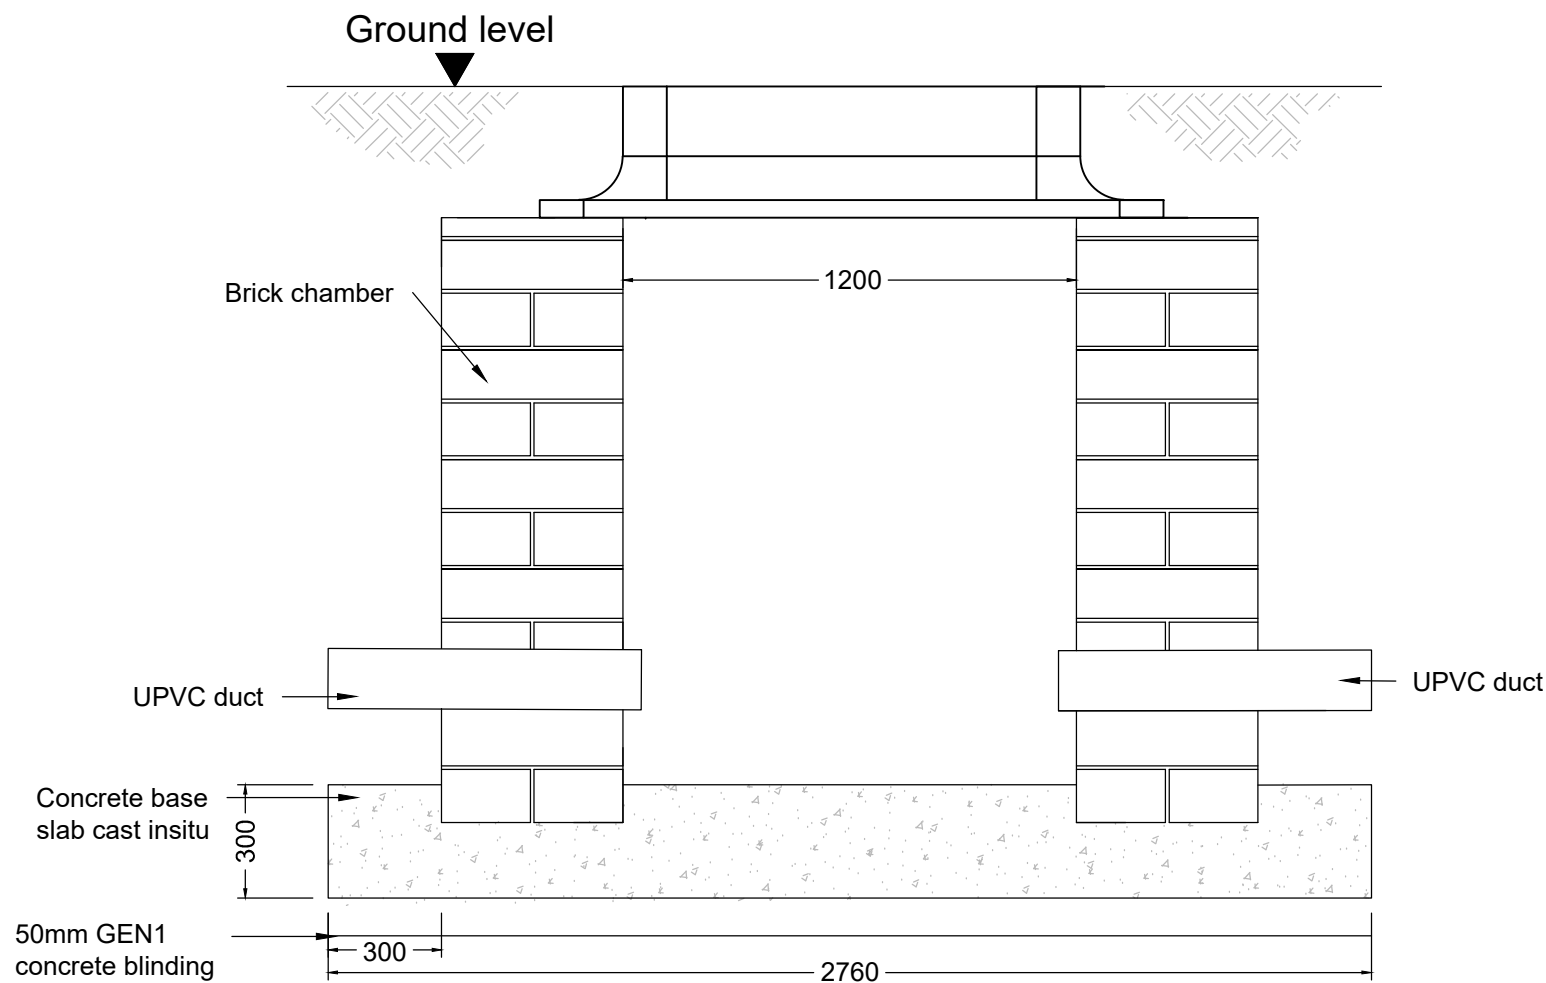 Ground level
1200
Brick chamber
UPVC duct
UPVC duct
Concrete base
slab cast insitu
300
50mm GEN1
concrete blinding
300
2760